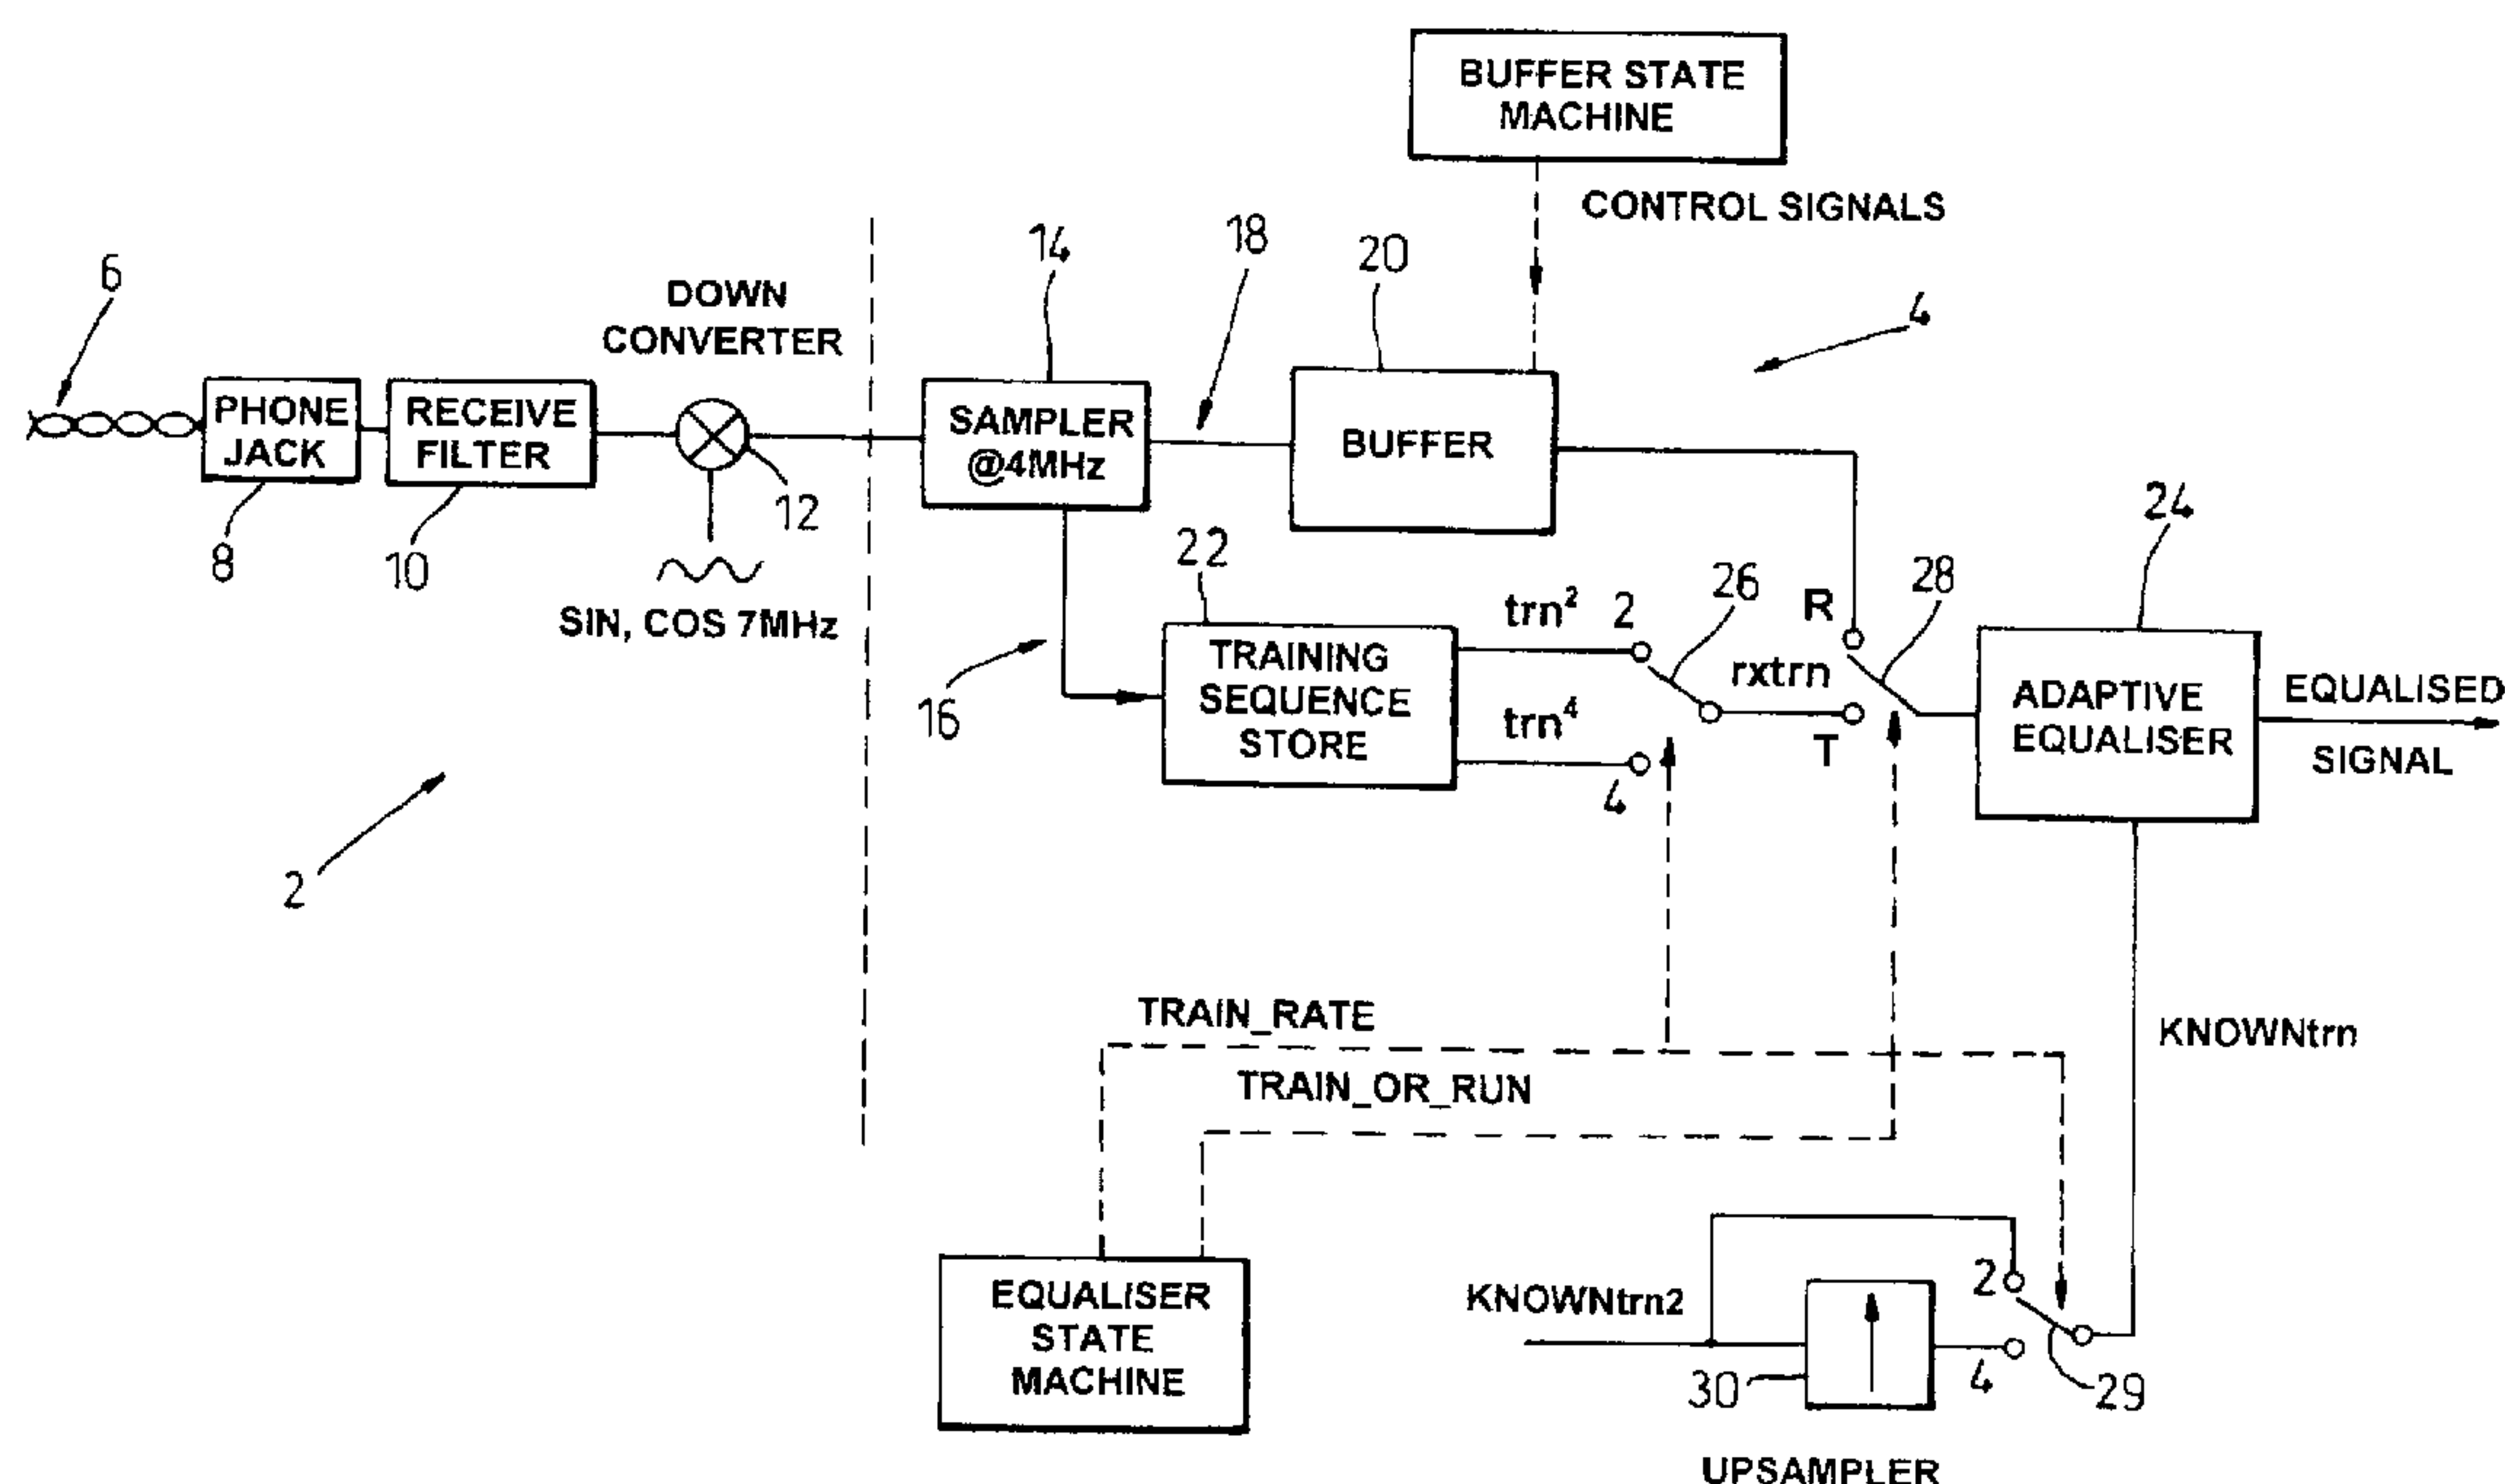 BUFFER STATE
MACHINE
CONTROL SIGNALS
6
14
18
20
4
DOWN
CONVERTER
PHONE
JACK
RECEIVE
FILTER
SAMPLER
@4MHz
BUFFER
8
10
12
SIN, COS 7MHz
22
24
TRAINING
SEQUENCE
STORE
trn²
2
26
R
28
rxtrn
16
trn⁴
4
T
ADAPTIVE
EQUALISER
EQUALISED
SIGNAL
2
TRAIN_RATE
TRAIN_OR_RUN
KNOWNtrn
EQUALISER
STATE
MACHINE
KNOWNtrn2
2
30
4
29
UPSAMPLER